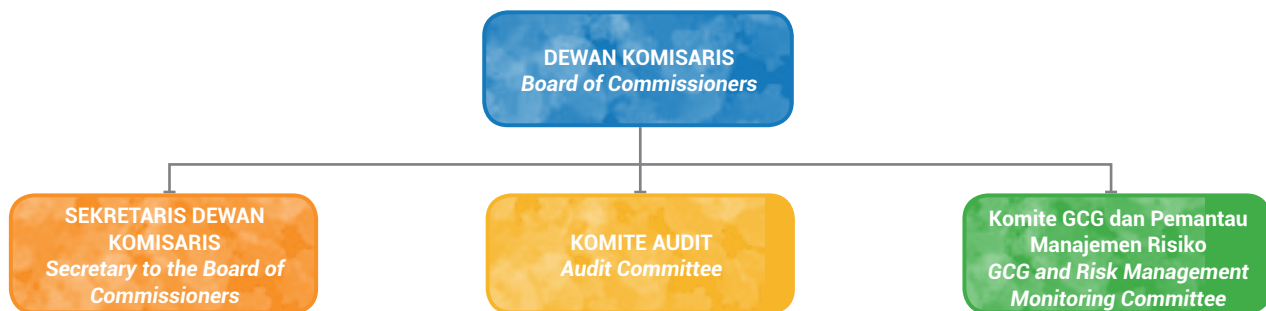 DEWAN KOMISARIS
Board of Commissioners
SEKRETARIS DEWAN
KOMISARIS
Secretary to the Board of
Commissioners
KOMITE AUDIT
Audit Committee
Komite GCG dan Pemantau
Manajemen Risiko
GCG and Risk Management
Monitoring Committee